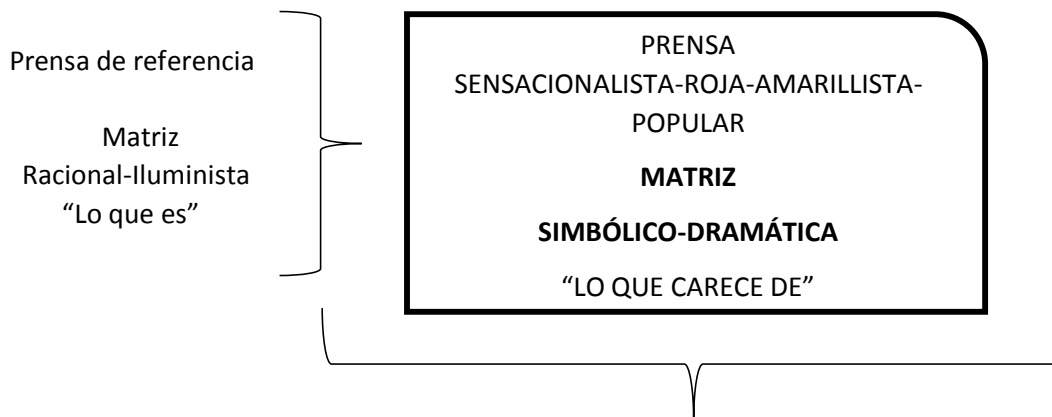 Prensa de referencia
Matriz
Racional-Iluminista
“Lo que es”
PRENSA
SENSACIONALISTA-ROJA-AMARILLISTA-
POPULAR
MATRIZ
SIMBÓLICO-DRAMÁTICA
“LO QUE CARECE DE”